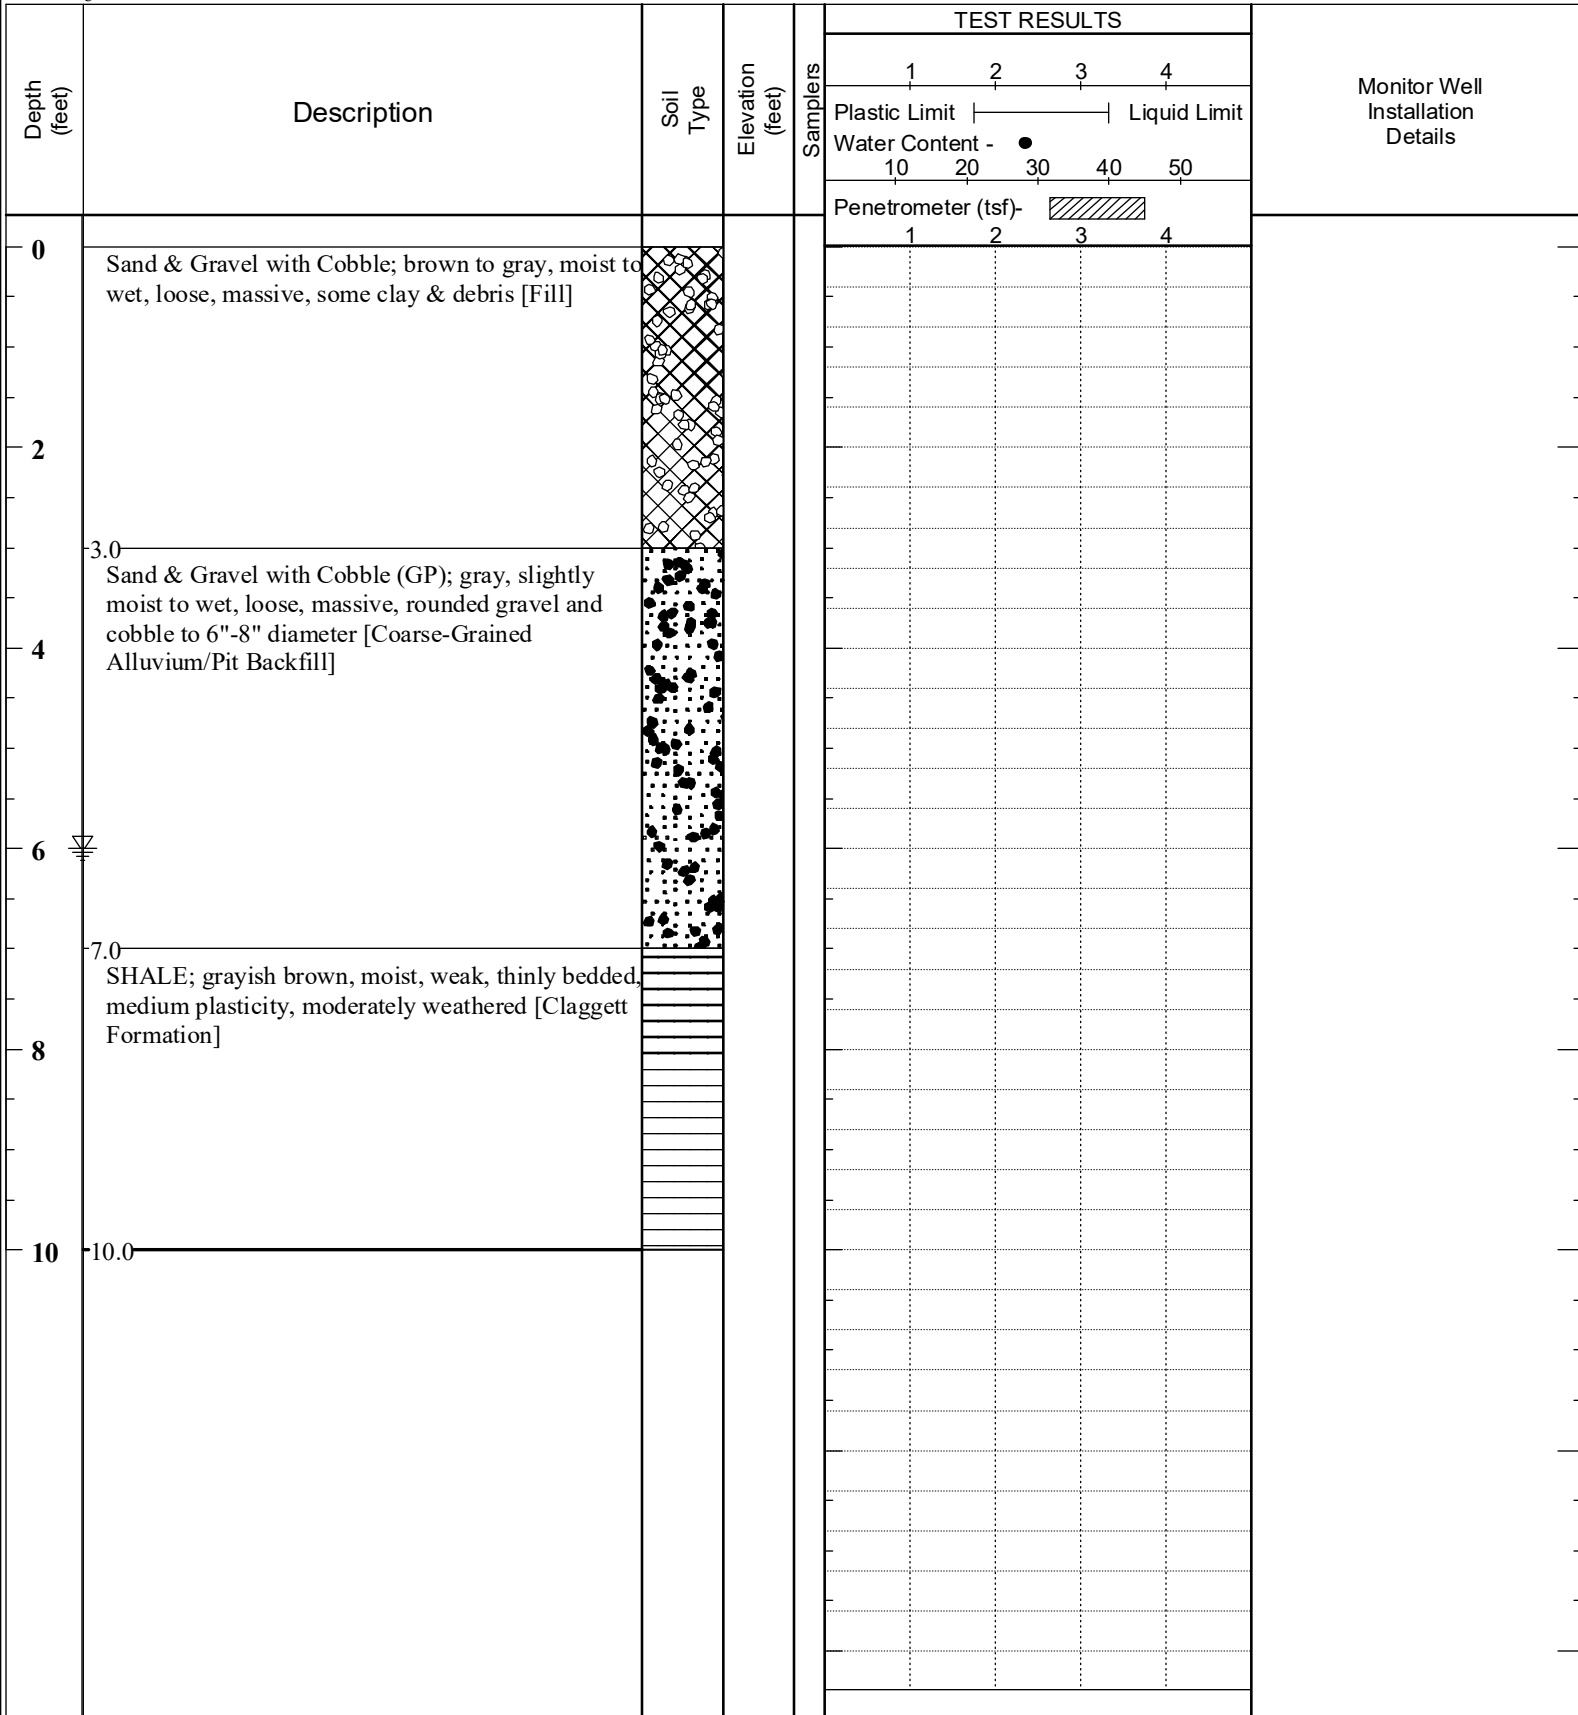 TEST RESULTS
Depth
(feet)
Description
Soil
Type
Elevation
(feet)
Samplers
1 2 3 4
Plastic Limit Liquid Limit
Water Content -
10 20 30 40 50
Penetrometer (tsf)-
1 2 3 4
Monitor Well
Installation
Details
0
Sand & Gravel with Cobble; brown to gray, moist to
wet, loose, massive, some clay & debris [Fill]
2
3.0
Sand & Gravel with Cobble (GP); gray, slightly
moist to wet, loose, massive, rounded gravel and
cobble to 6"-8" diameter [Coarse-Grained
Alluvium/Pit Backfill]
4
6
7.0
SHALE; grayish brown, moist, weak, thinly bedded,
medium plasticity, moderately weathered [Claggett
Formation]
8
10
10.0